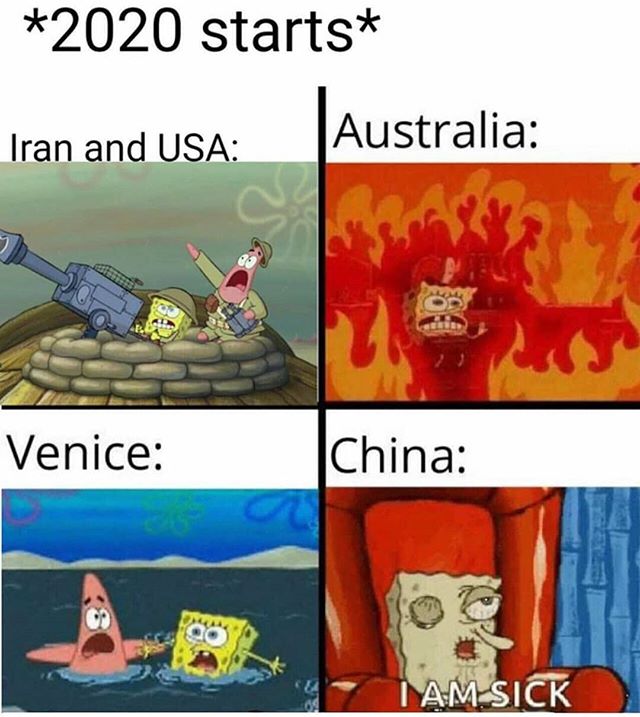 *2020 starts*
Iran and USA:
Australia:
Venice:
China:
I AM SICK